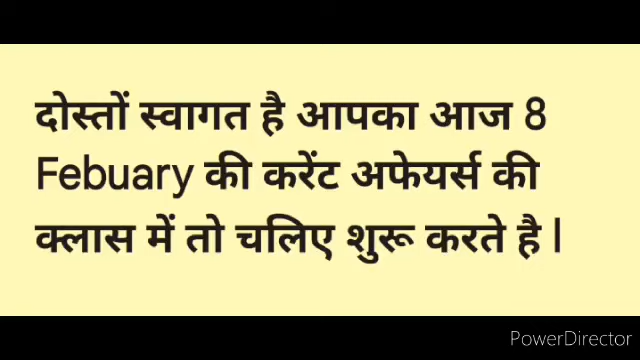 दोस्तों स्वागत है आपका आज 8
Febuary की करेंट अफेयर्स की
क्लास में तो चलिए शुरू करते है |
PowerDirector